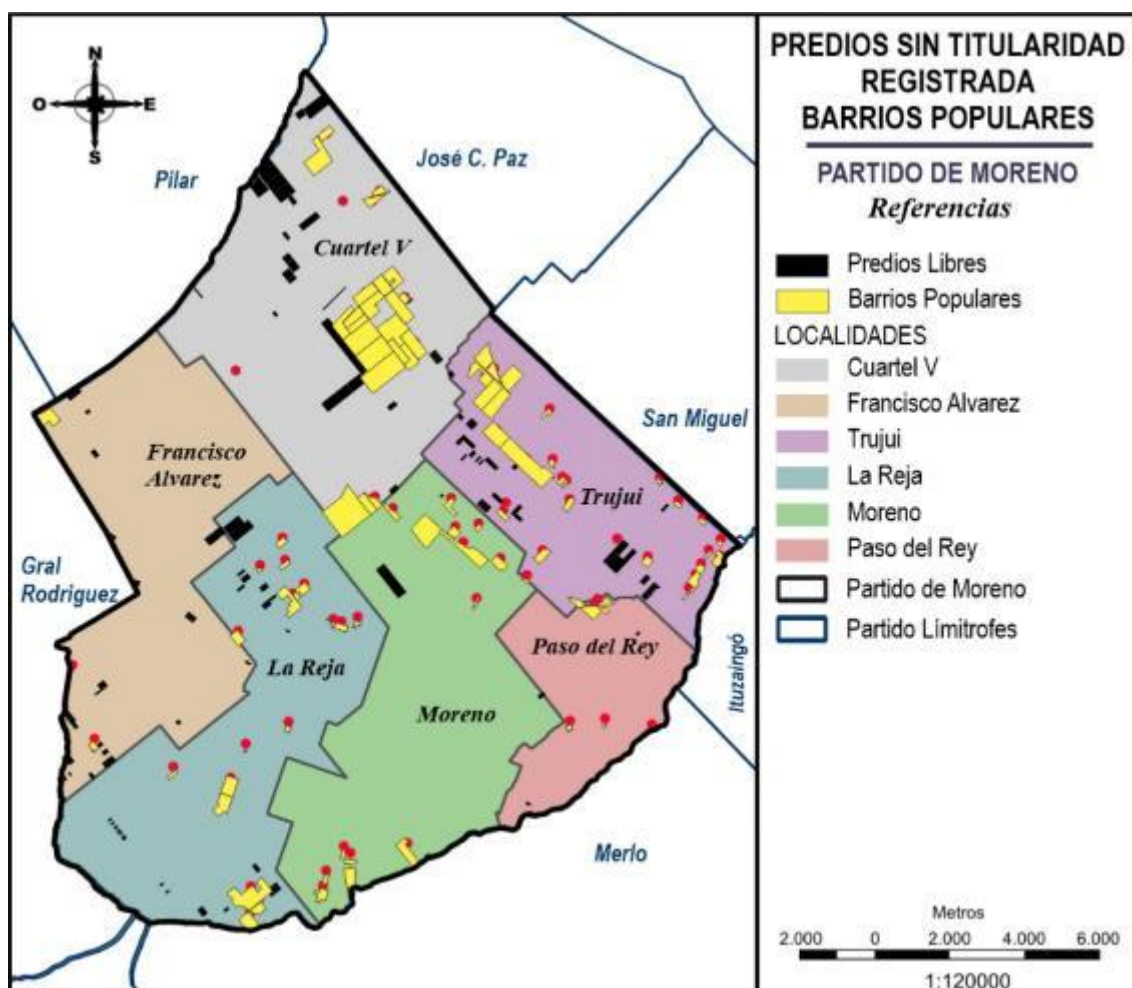 PREDIOS SIN TITULARIDAD
REGISTRADA
BARRIOS POPULARES
PARTIDO DE MORENO
Referencias
Predios Libres
Barrios Populares
LOCALIDADES
Cuartel V
Francisco Alvarez
Trujui
La Reja
Moreno
Paso del Rey
Partido de Moreno
Partido Límitrofes
Metros
2.000 0 2.000 4.000 6.000
1:120000
N
O E
S
Pilar
José C. Paz
Cuartel V
San Miguel
Francisco
Alvarez
Trujui
Gral
Rodriguez
Paso del Rey
Ituzaingó
La Reja
Moreno
Merlo